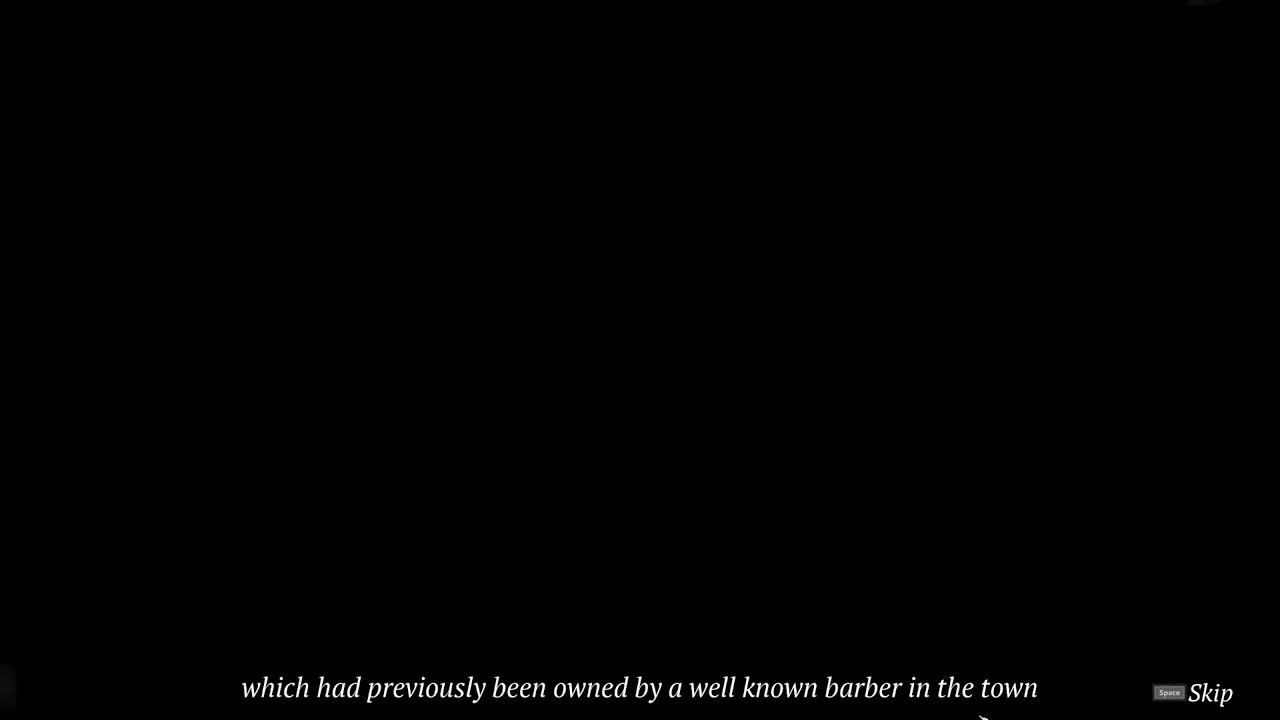 which had previously been owned by a well known barber in the town
Space Skip